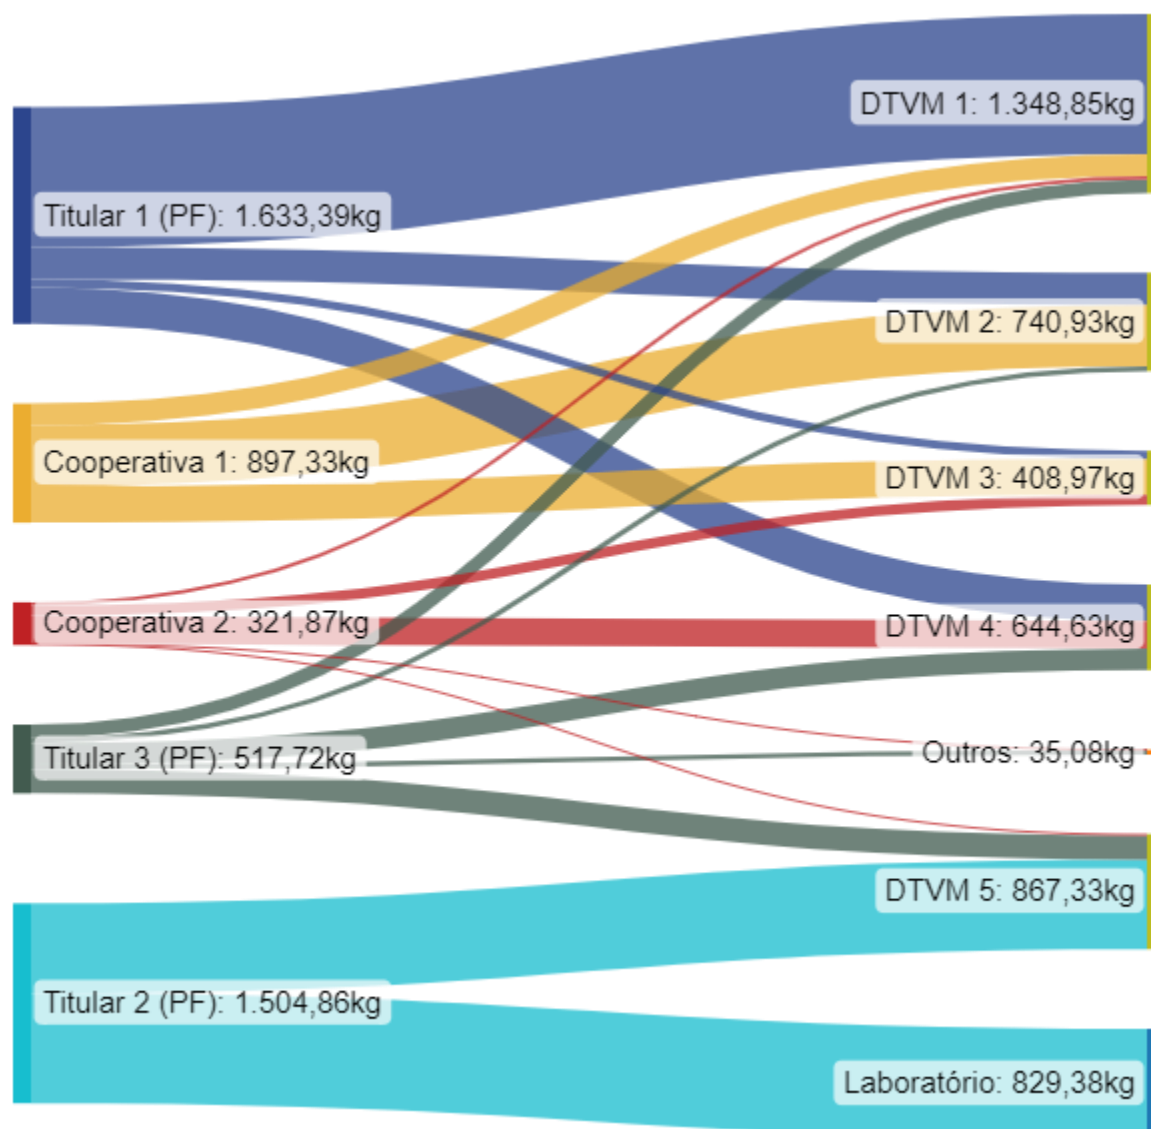 Titular 1 (PF): 1.633,39kg
Cooperativa 1: 897,33kg
Cooperativa 2: 321,87kg
Titular 3 (PF): 517,72kg
Titular 2 (PF): 1.504,86kg
DTVM 1: 1.348,85kg
DTVM 2: 740,93kg
DTVM 3: 408,97kg
DTVM 4: 644,63kg
Outros: 35,08kg
DTVM 5: 867,33kg
Laboratório: 829,38kg